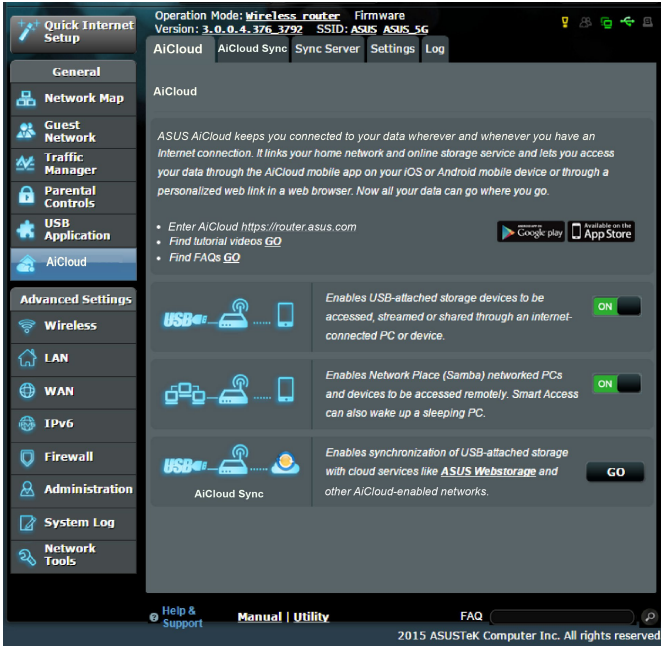 Quick Internet
Setup
Operation Mode: Wireless router Firmware
Version: 3.0.0.4.376_3792 SSID: ASUS ASUS_5G
AiCloud
AiCloud Sync
Sync Server
Settings
Log
General
Network Map
Guest
Network
Traffic
Manager
Parental
Controls
USB
Application
AiCloud
Advanced Settings
Wireless
LAN
WAN
IPv6
Firewall
Administration
System Log
Network
Tools
AiCloud
ASUS AiCloud keeps you connected to your data wherever and whenever you have an
Internet connection. It links your home network and online storage service and lets you access
your data through the AiCloud mobile app on your iOS or Android mobile device or through a
personalized web link in a web browser. Now all your data can go where you go.
• Enter AiCloud https://router.asus.com
• Find tutorial videos GO
• Find FAQs GO
Google play
Available on the
App Store
USB
Enables USB-attached storage devices to be
accessed, streamed or shared through an internet-
connected PC or device.
ON
Enables Network Place (Samba) networked PCs
and devices to be accessed remotely. Smart Access
can also wake up a sleeping PC.
ON
USB
AiCloud Sync
Enables synchronization of USB-attached storage
with cloud services like ASUS Webstorage and
other AiCloud-enabled networks.
GO
Help &
Support
Manual | Utility
FAQ
2015 ASUSTeK Computer Inc. All rights reserved